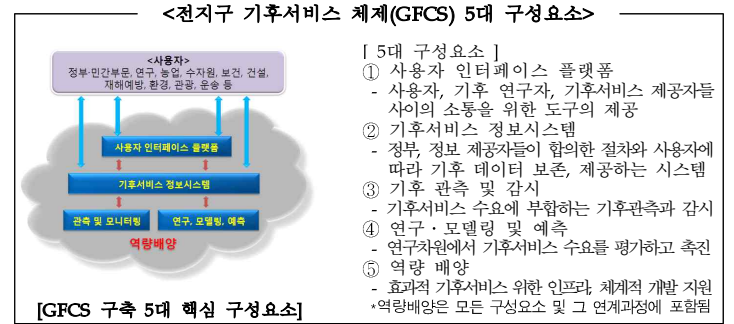 <전지구 기후서비스 체제(GFCS) 5대 구성요소>
<사용자>
정부·민간부문, 연구, 농업, 수자원, 보건, 건설,
재해예방, 환경, 관광, 운송 등
사용자 인터페이스 플랫폼
기후서비스 정보시스템
관측 및 모니터링
연구, 모델링, 예측
역량배양
[GFCS 구축 5대 핵심 구성요소]
[ 5대 구성요소 ]
① 사용자 인터페이스 플랫폼
- 사용자, 기후 연구자, 기후서비스 제공자들
사이의 소통을 위한 도구의 제공
② 기후서비스 정보시스템
- 정부, 정보 제공자들이 합의한 절차와 사용자에
따라 기후 데이터 보존, 제공하는 시스템
③ 기후 관측 및 감시
- 기후서비스 수요에 부합하는 기후관측과 감시
④ 연구·모델링 및 예측
- 연구차원에서 기후서비스 수요를 평가하고 촉진
⑤ 역량 배양
- 효과적 기후서비스 위한 인프라, 체계적 개발 지원
*역량배양은 모든 구성요소 및 그 연계과정에 포함됨